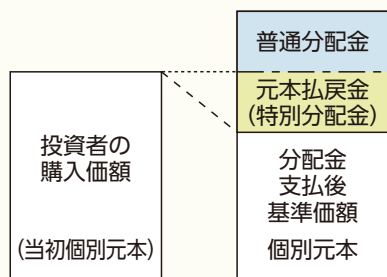 投資者の
購入価額
(当初個別元本)
普通分配金
元本払戻金
(特別分配金)
分配金
支払後
基準価額
個別元本